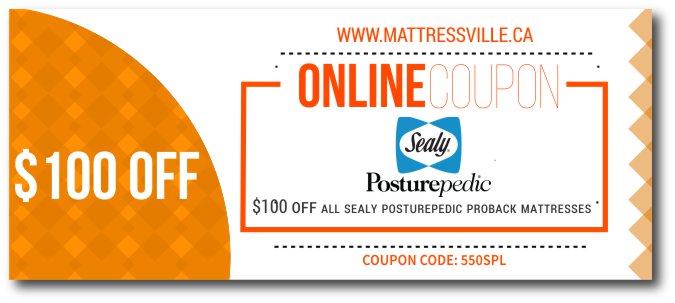 WWW.MATTRESSVILLE.CA
ONLINE COUPON
$100 OFF
Sealy
Posturepedic
$100 OFF ALL SEALY POSTUREPEDIC PROBACK MATTRESSES
COUPON CODE: 550SPL